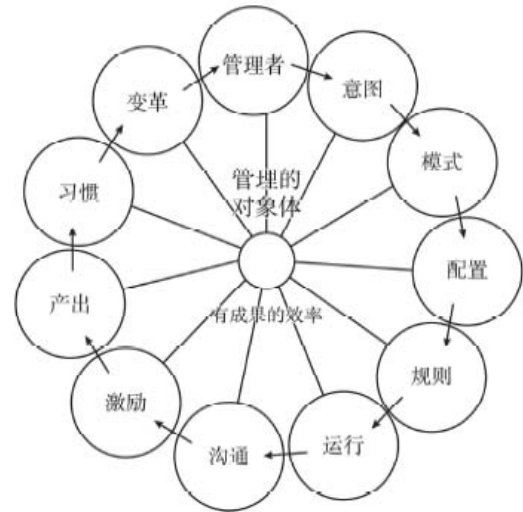 管理者
意图
模式
配置
规则
运行
沟通
激励
产出
习惯
变革
管理的
对象体
有成果的效率